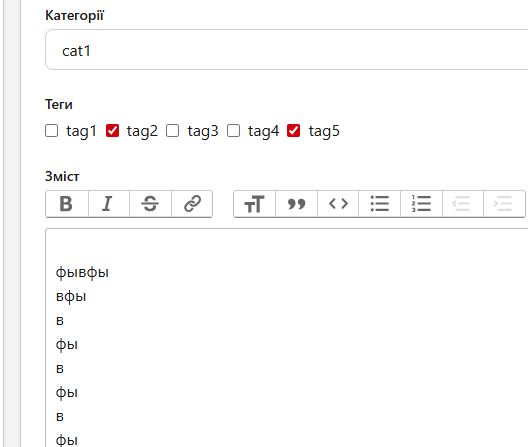 Категорії
cat1
Теги
tag1 tag2 tag3 tag4 tag5
Зміст
фывфы
вфы
в
фы
в
фы
в
фы